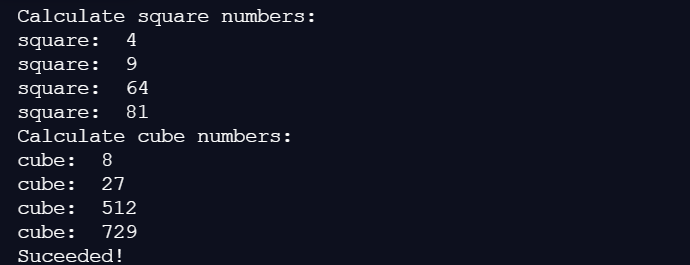 Calculate square numbers:
square:  4
square:  9
square:  64
square:  81
Calculate cube numbers:
cube:  8
cube:  27
cube:  512
cube:  729
Suceeded!